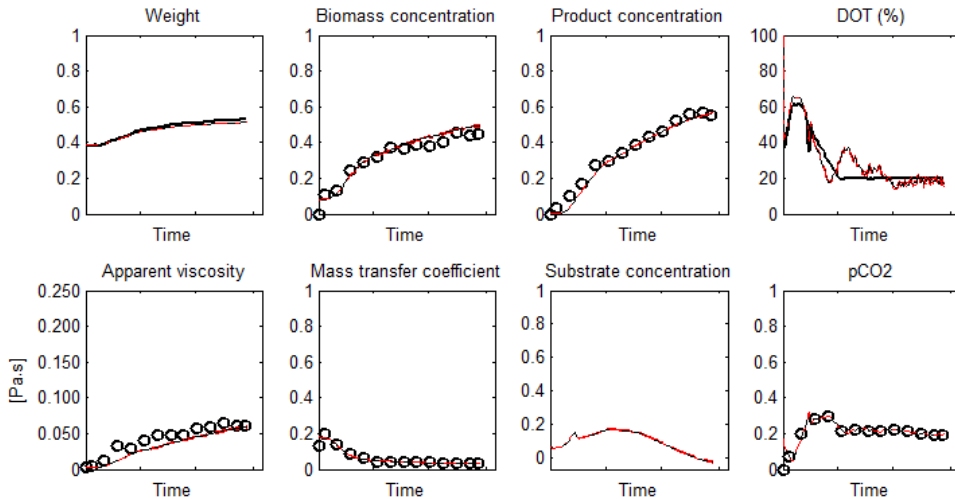 Weight
Biomass concentration
Product concentration
DOT (%)
1
0.8
0.6
0.4
0.2
0
Time
1
0.8
0.6
0.4
0.2
0
Time
1
0.8
0.6
0.4
0.2
0
Time
100
80
60
40
20
0
Time
Apparent viscosity
Mass transfer coefficient
Substrate concentration
pCO2
[Pa.s]
0.250
0.200
0.150
0.100
0.050
0
Time
1
0.8
0.6
0.4
0.2
0
Time
1
0.8
0.6
0.4
0.2
0
Time
1
0.8
0.6
0.4
0.2
0
Time